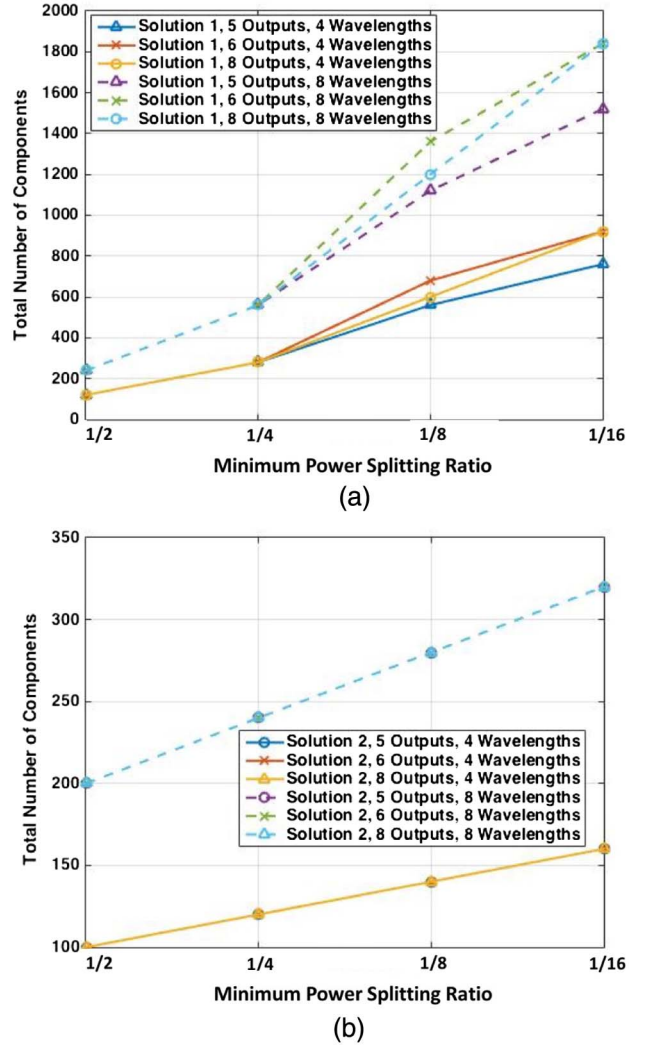 Total Number of Components
2000
1800
1600
1400
1200
1000
800
600
400
200
0
Solution 1, 5 Outputs, 4 Wavelengths
Solution 1, 6 Outputs, 4 Wavelengths
Solution 1, 8 Outputs, 4 Wavelengths
Solution 1, 5 Outputs, 8 Wavelengths
Solution 1, 6 Outputs, 8 Wavelengths
Solution 1, 8 Outputs, 8 Wavelengths
1/2 1/4 1/8 1/16
Minimum Power Splitting Ratio
(a)
Total Number of Components
350
300
250
200
150
100
Solution 2, 5 Outputs, 4 Wavelengths
Solution 2, 6 Outputs, 4 Wavelengths
Solution 2, 8 Outputs, 4 Wavelengths
Solution 2, 5 Outputs, 8 Wavelengths
Solution 2, 6 Outputs, 8 Wavelengths
Solution 2, 8 Outputs, 8 Wavelengths
1/2 1/4 1/8 1/16
Minimum Power Splitting Ratio
(b)